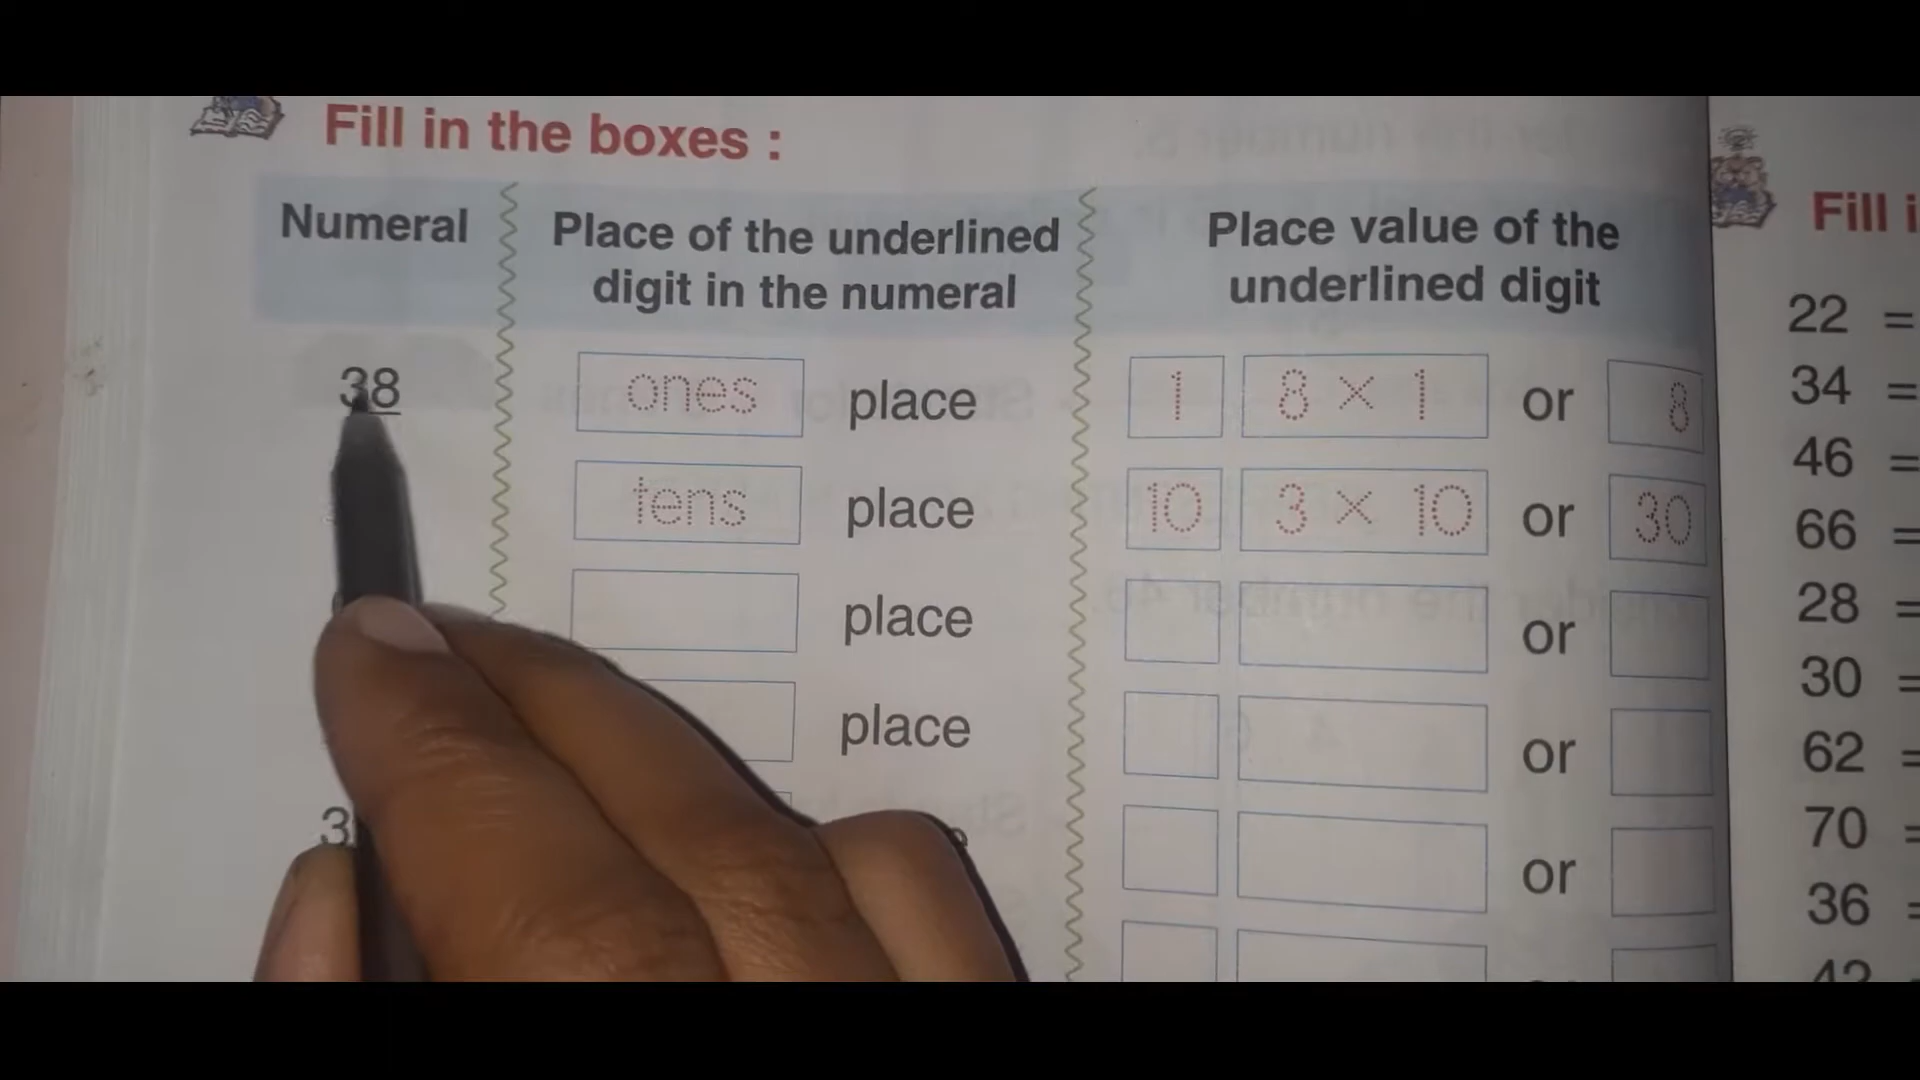 Fill in the boxes :
Numeral Place of the underlined digit in the numeral Place value of the underlined digit
38 ones place 1 8 × 1 or 8
tens place 10 3 × 10 or 30
place or
place or
3 or
Fill i
22 =
34 =
46 =
66 =
28 =
30 =
62 =
70 =
36 =
42